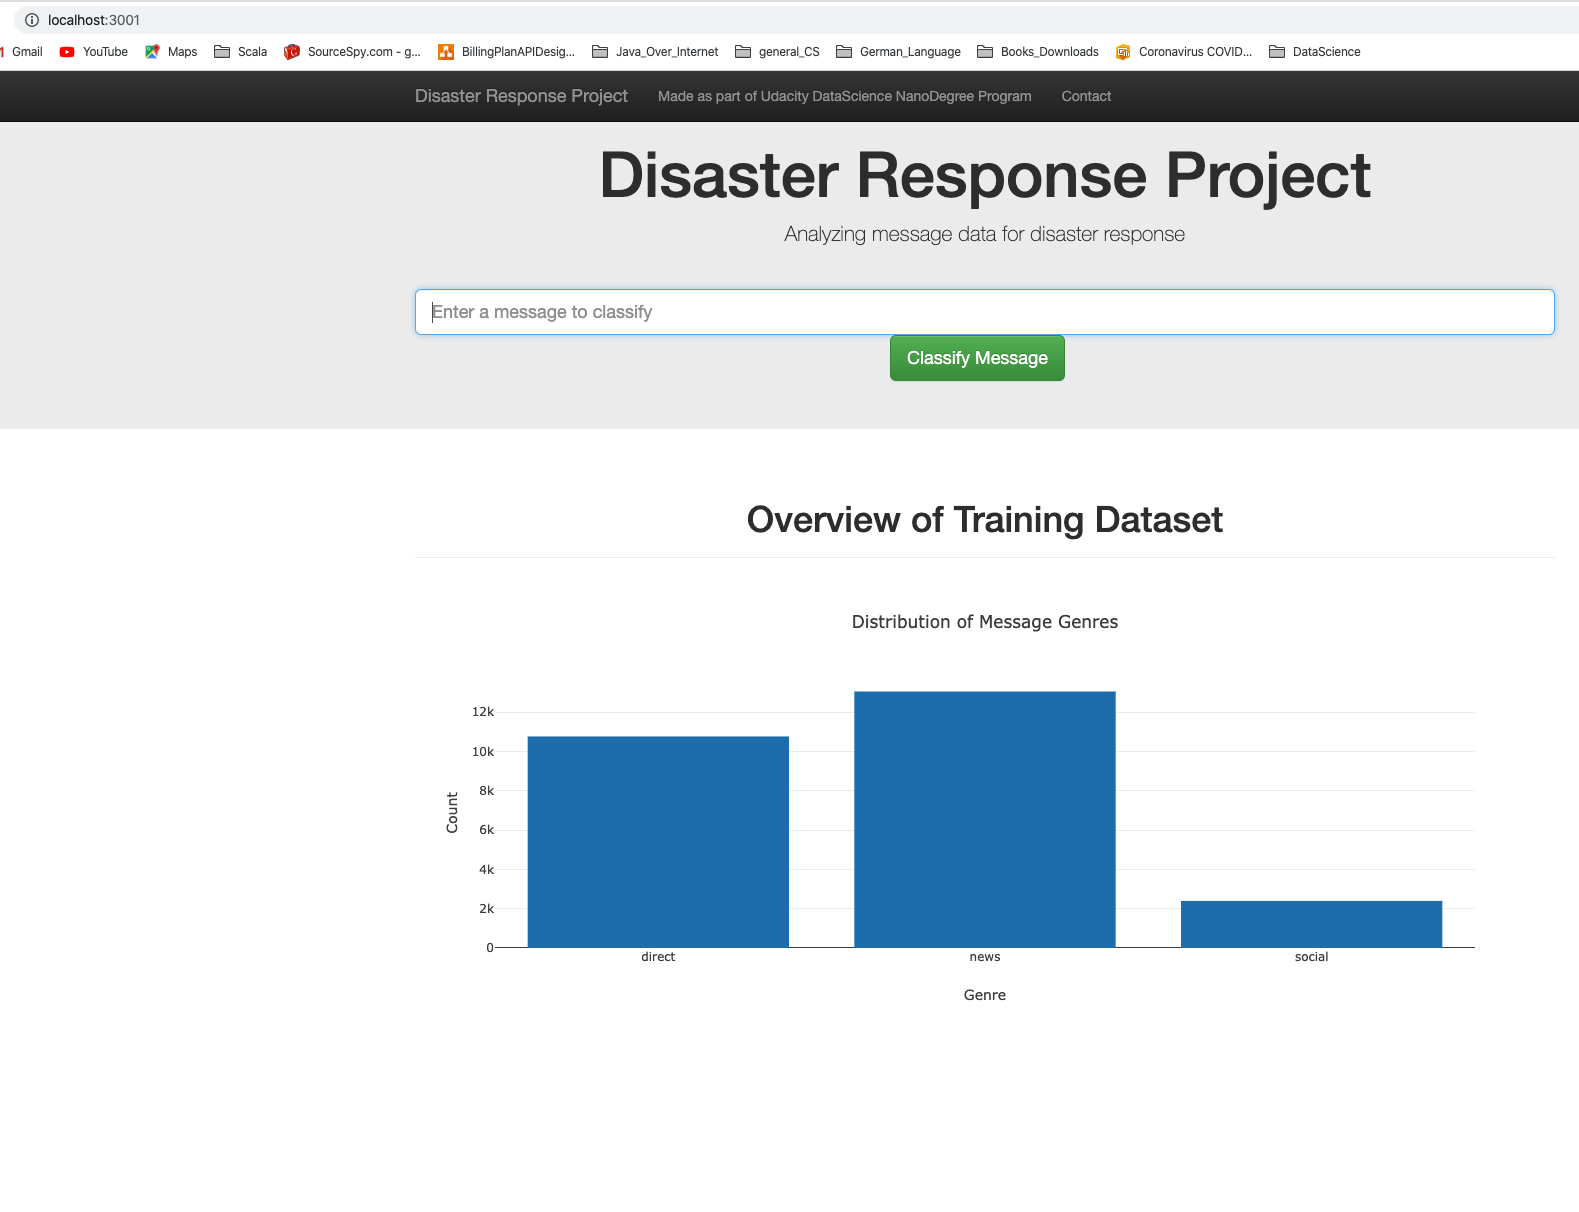 localhost:3001
Gmail YouTube Maps Scala SourceSpy.com - g... BillingPlanAPIDesig... Java_Over_Internet general_CS German_Language Books_Downloads Coronavirus COVID... DataScience
Disaster Response Project Made as part of Udacity DataScience NanoDegree Program Contact
Disaster Response Project
Analyzing message data for disaster response
Enter a message to classify
Classify Message
Overview of Training Dataset
Distribution of Message Genres
12k
10k
8k
6k
4k
2k
0
Count
direct news social
Genre